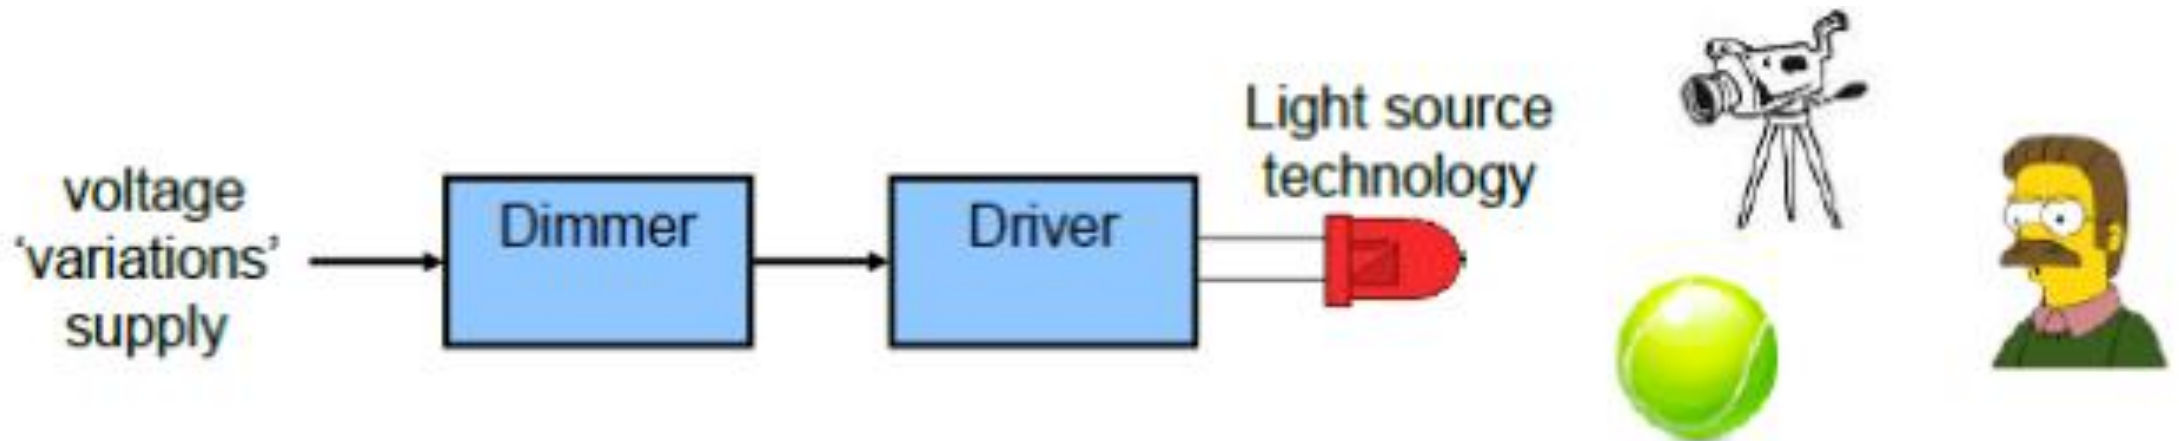 voltage
‘variations’
supply
Dimmer
Driver
Light source
technology